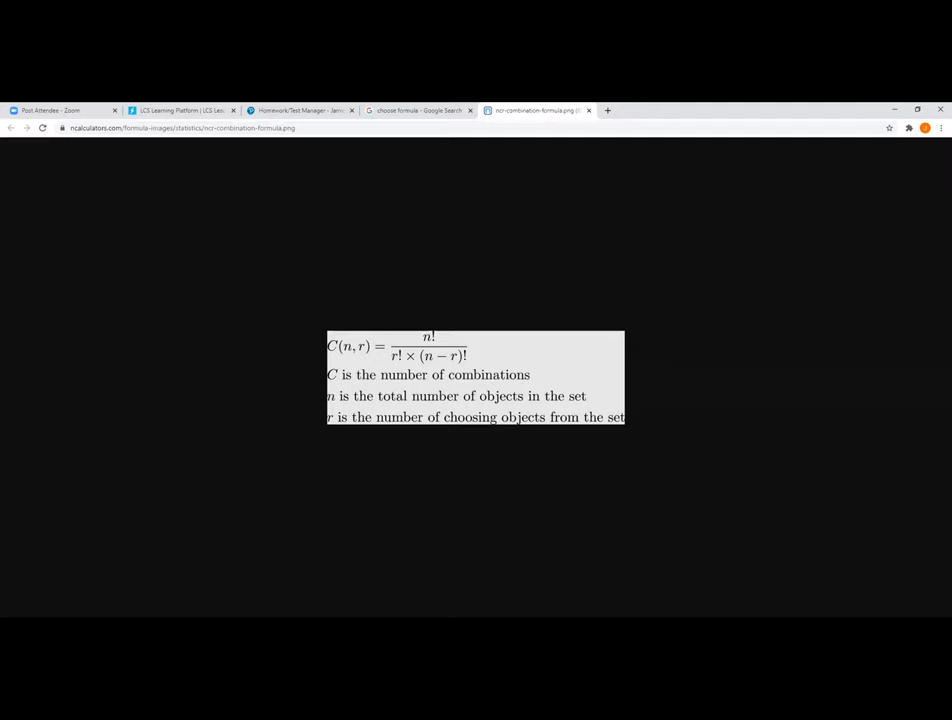 Post Attendee - Zoom
LCS Learning Platform | LCS Lea
Homework/Test Manager - Jam
choose formula - Google Search
ncr-combination-formula.png (
ncalculators.com/formula-images/statistics/ncr-combination-formula.png
J
C(n, r) = n! / r! × (n − r)!
C is the number of combinations
n is the total number of objects in the set
r is the number of choosing objects from the set